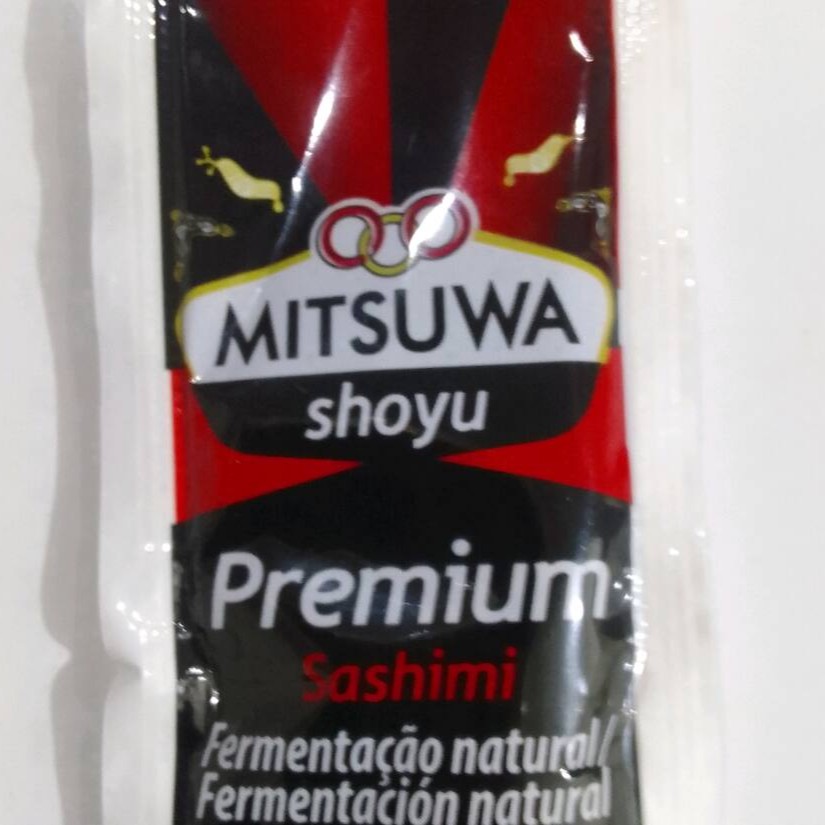 MITSUWA
shoyu
Premium
Sashimi
Fermentação natural/
Fermentación natural